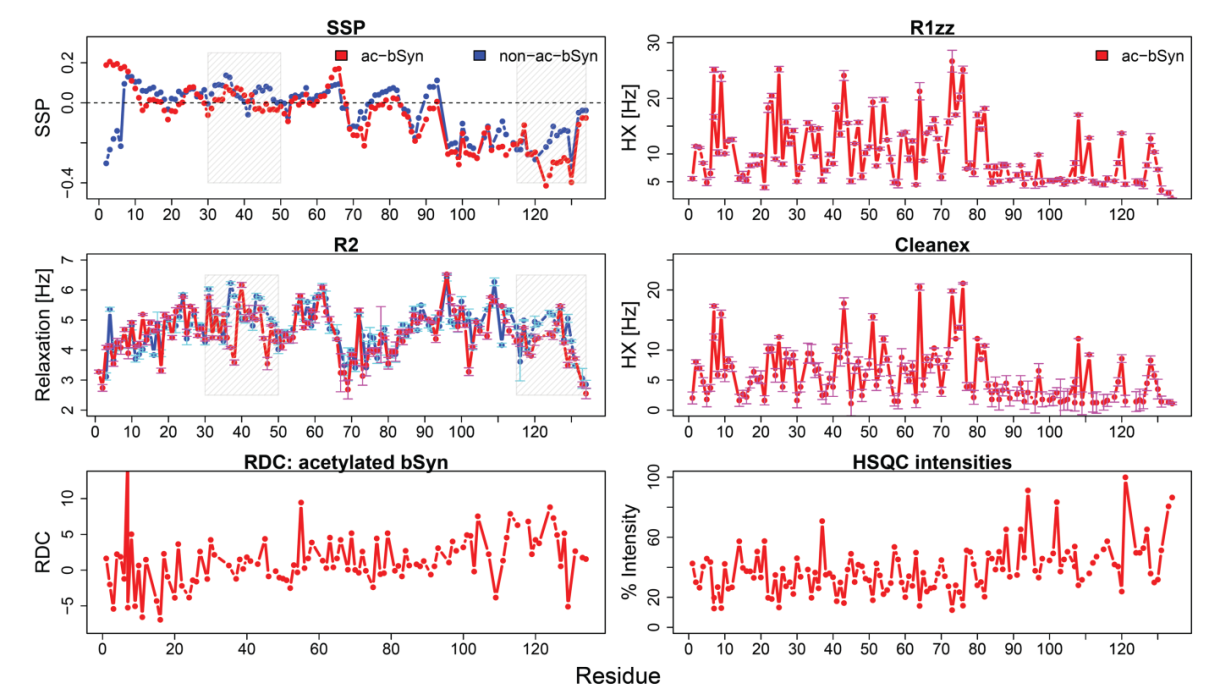 SSP
ac-bSyn
non-ac-bSyn
SSP
0.2
0.0
−0.4
0 10 20 30 40 50 60 70 80 90 100 120
R1zz
ac-bSyn
HX [Hz]
30
20
10
5
0 10 20 30 40 50 60 70 80 90 100 120
R2
Relaxation [Hz]
7
6
5
4
3
2
0 10 20 30 40 50 60 70 80 90 100 120
Cleanex
HX [Hz]
20
10
5
0
0 10 20 30 40 50 60 70 80 90 100 120
RDC: acetylated bSyn
RDC
10
5
0
−5
0 10 20 30 40 50 60 70 80 90 100 120
HSQC intensities
% Intensity
100
60
20
0
0 10 20 30 40 50 60 70 80 90 100 120
Residue